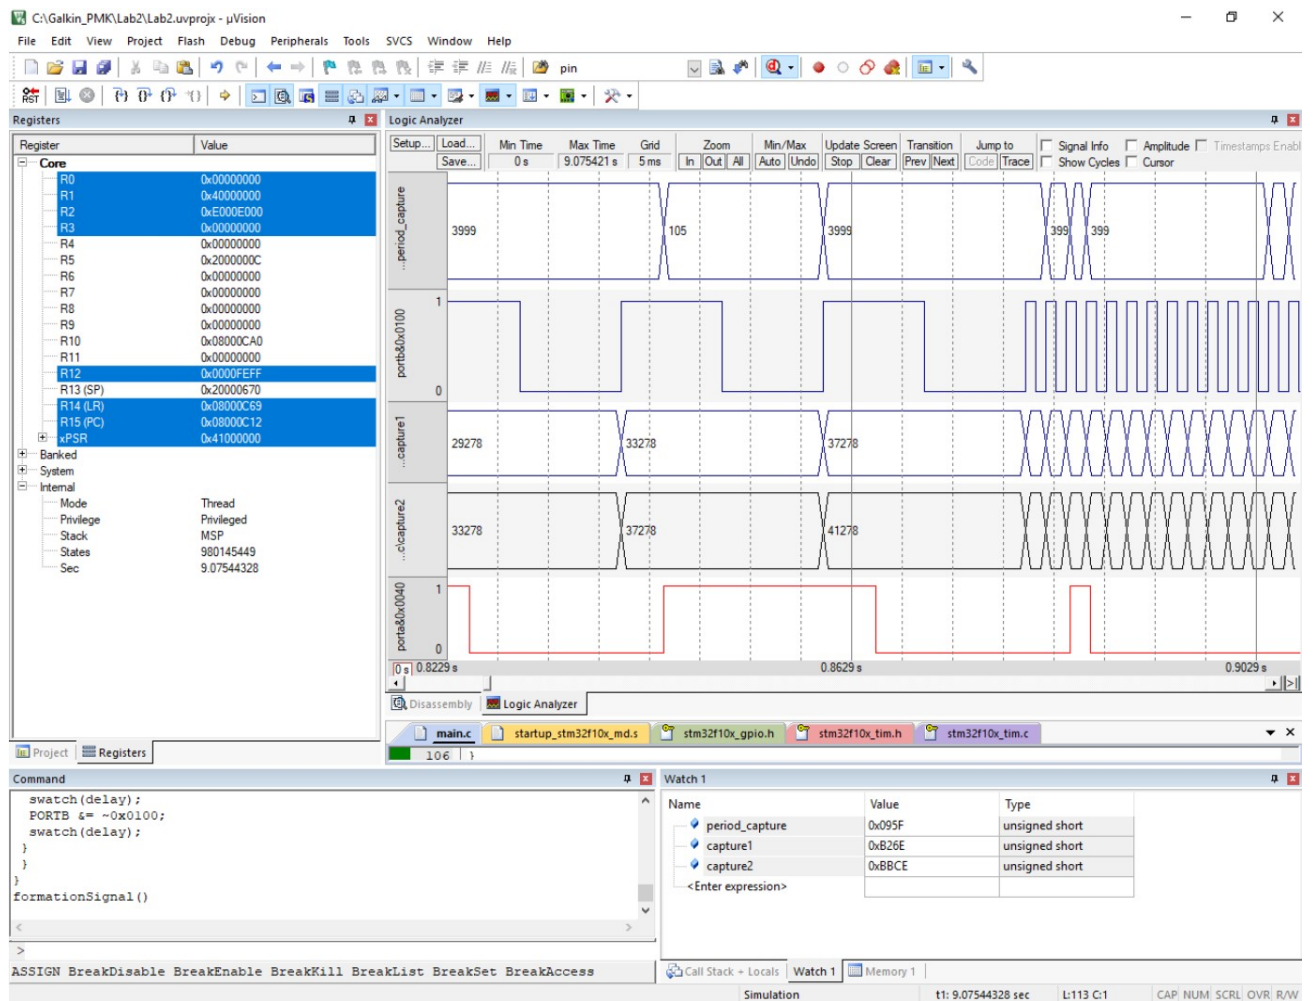 C:\Galkin_PMK\Lab2\Lab2.uvprojx - µVision
File Edit View Project Flash Debug Peripherals Tools SVCS Window Help
pin
RST
Registers
Register Value
Core
R0 0x00000000
R1 0x40000000
R2 0xE000E000
R3 0x00000000
R4 0x00000000
R5 0x2000000C
R6 0x00000000
R7 0x00000000
R8 0x00000000
R9 0x00000000
R10 0x08000CA0
R11 0x00000000
R12 0x0000FEFF
R13 (SP) 0x20000670
R14 (LR) 0x08000C69
R15 (PC) 0x08000C12
xPSR 0x41000000
Banked
System
Internal
Mode Thread
Privilege Privileged
Stack MSP
States 980145449
Sec 9.07544328
Project Registers
Logic Analyzer
Setup... Load... Min Time Max Time Grid Zoom Min/Max Update Screen Transition Jump to Signal Info Amplitude Timestamps Enabl
Save... 0 s 9.075421 s 5 ms In Out All Auto Undo Stop Clear Prev Next Code Trace Show Cycles Cursor
...period_capture
3999 105 3999 399 399
portb&0x0100
1
0
...capture1
29278 33278 37278
...c\capture2
33278 37278 41278
porta&0x0040
1
0
0 s 0.8229 s 0.8629 s 0.9029 s
Disassembly Logic Analyzer
main.c startup_stm32f10x_md.s stm32f10x_gpio.h stm32f10x_tim.h stm32f10x_tim.c
106 }
Command
swatch(delay);
PORTB &= ~0x0100;
swatch(delay);
}
}
}
formationSignal()
>
ASSIGN BreakDisable BreakEnable BreakKill BreakList BreakSet BreakAccess
Watch 1
Name Value Type
period_capture 0x095F unsigned short
capture1 0xB26E unsigned short
capture2 0xBBCE unsigned short
<Enter expression>
Call Stack + Locals Watch 1 Memory 1
Simulation t1: 9.07544328 sec L:113 C:1 CAP NUM SCRL OVR R/W